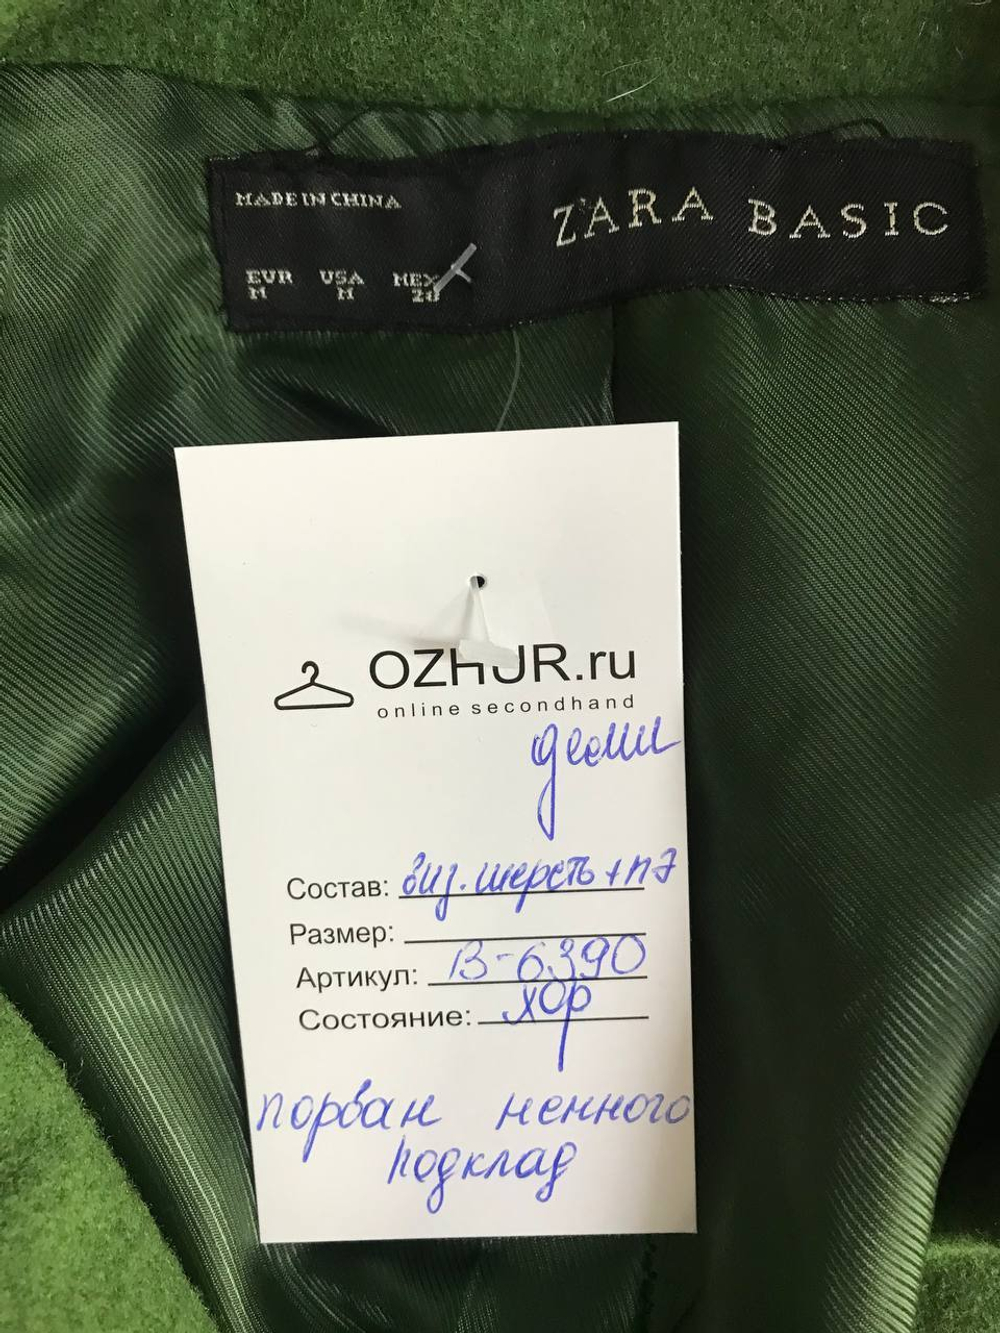 MADE IN CHINA
ZARA BASIC
EUR USA MEX
M M 28
OZHUR.ru
online secondhand
деми
Состав: виз. шерсть + пэ
Размер:
Артикул: В-6390
Состояние: хор
порван немного
подклад